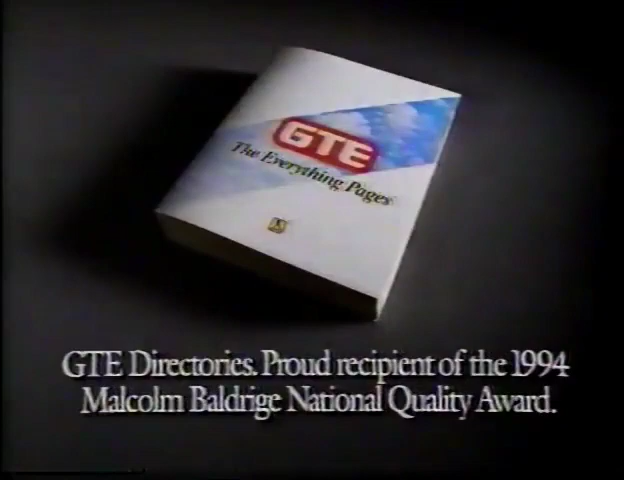 GTE
The Everything Pages
GTE Directories. Proud recipient of the 1994
Malcolm Baldrige National Quality Award.